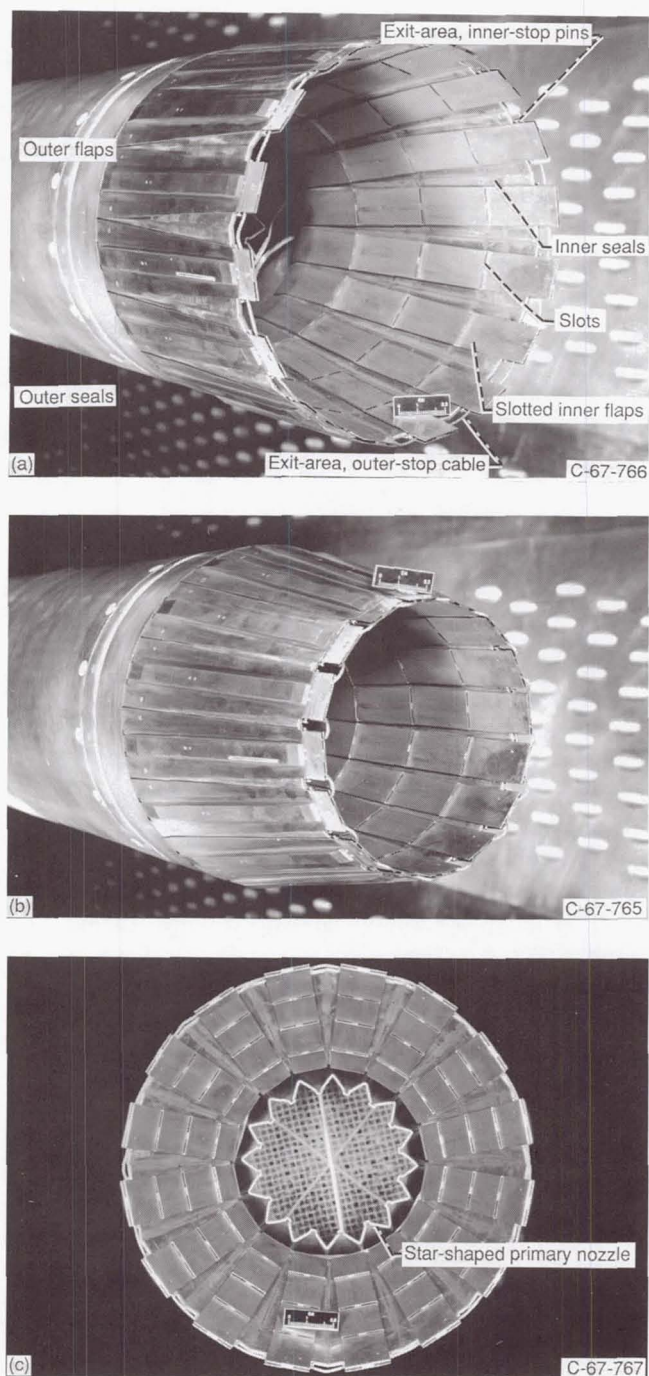 Exit-area, inner-stop pins
Outer flaps
Inner seals
Slots
Outer seals
Slotted inner flaps
Exit-area, outer-stop cable
(a)
C-67-766
(b)
C-67-765
Star-shaped primary nozzle
(c)
C-67-767